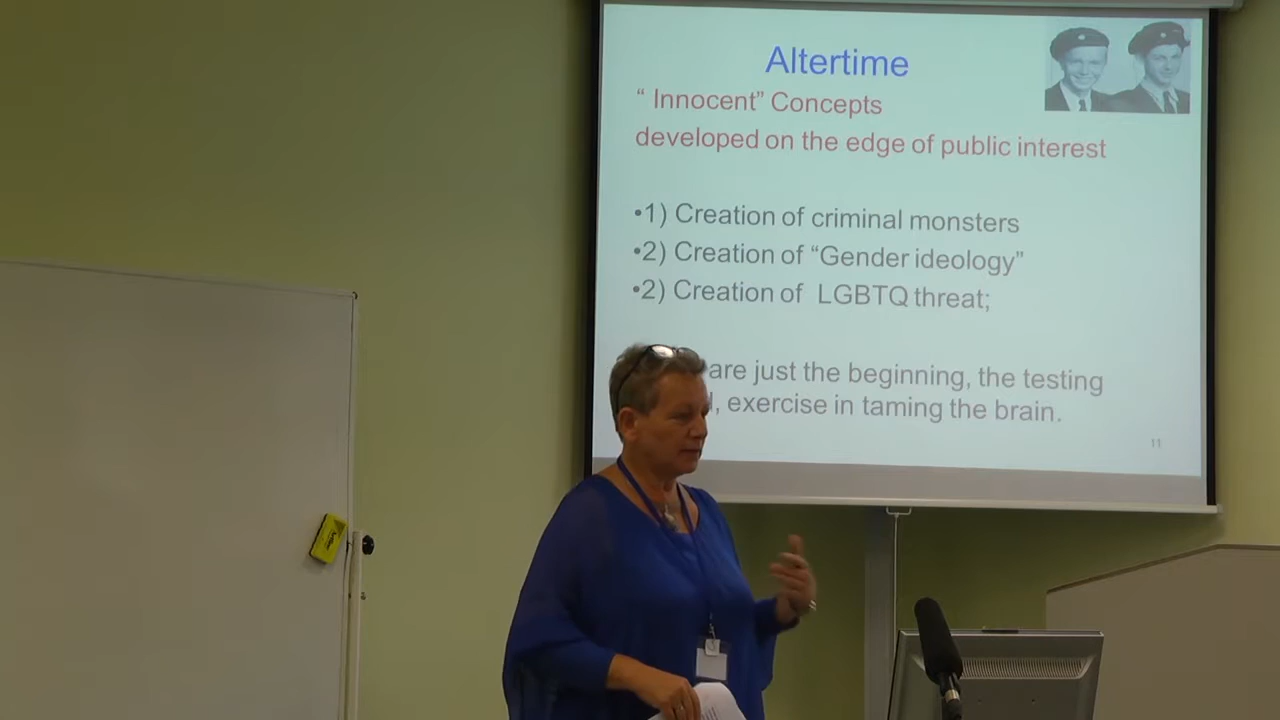 Altertime
“ Innocent” Concepts
developed on the edge of public interest
•1) Creation of criminal monsters
•2) Creation of “Gender ideology”
•2) Creation of LGBTQ threat;
are just the beginning, the testing
, exercise in taming the brain.
11